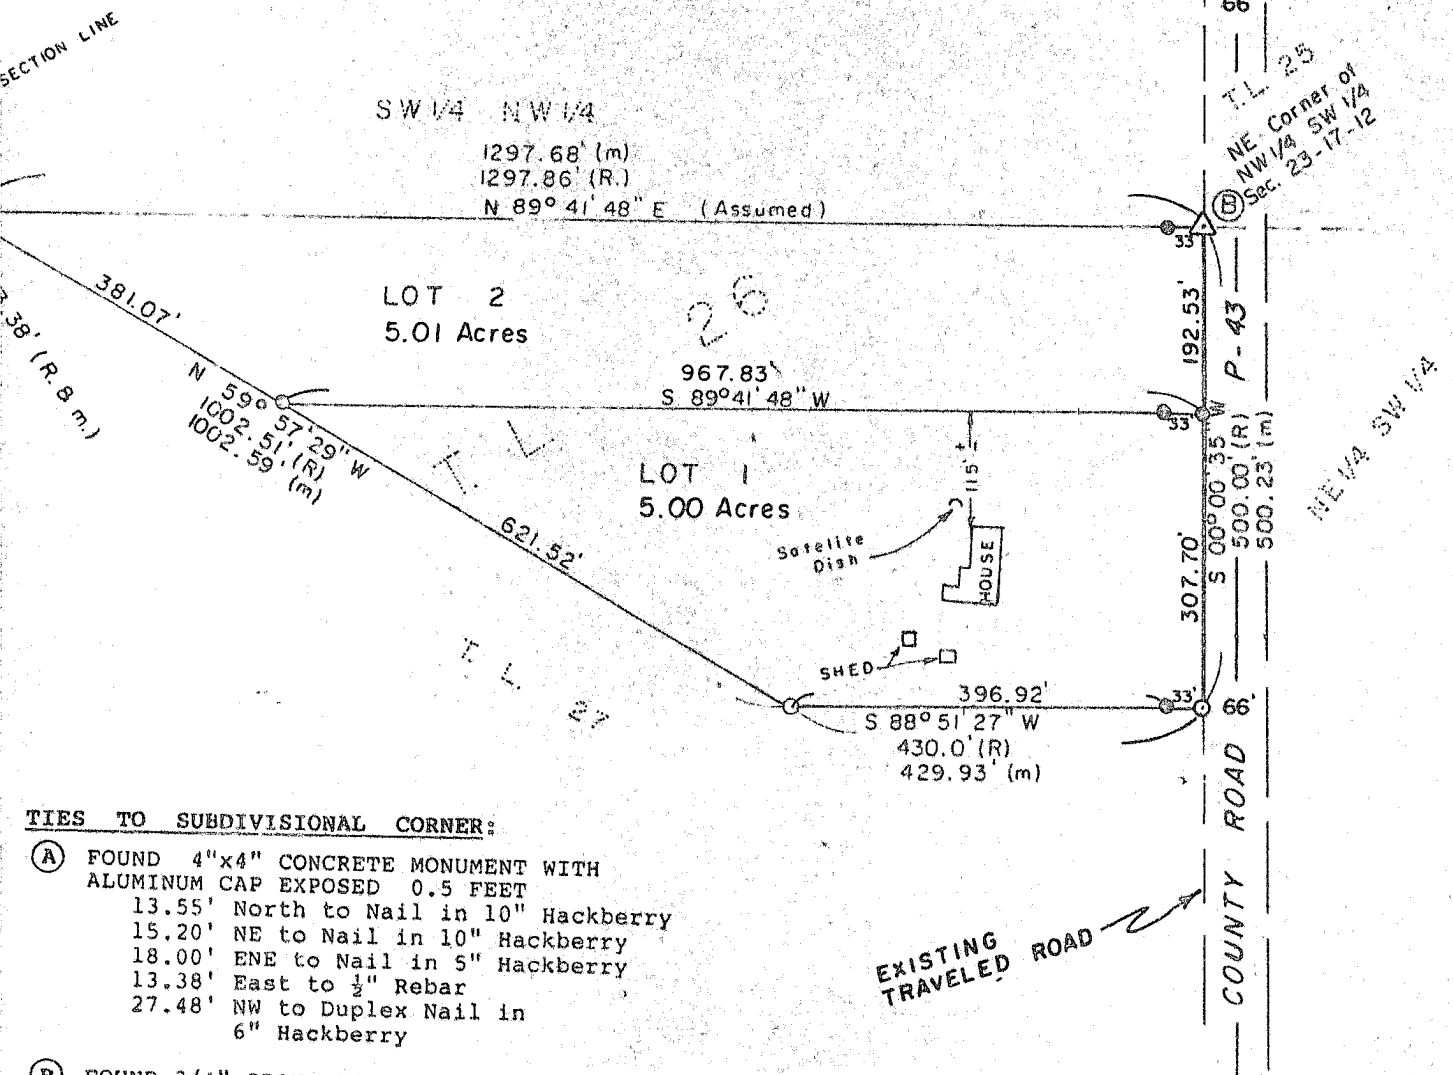 SECTION LINE
66'
T.L. 25
NE Corner of
NW 1/4 SW 1/4
Sec. 23-17-12
SW 1/4 NW 1/4
1297.68' (m)
1297.86' (R.)
N 89° 41' 48" E (Assumed)
B
33'
381.07'
3.38' (R. & m.)
LOT 2
5.01 Acres
26
192.53'
P-43
N 59° 57' 29" W
1002.51' (R)
1002.59' (m)
967.83'
S 89° 41' 48" W
33'
T. L.
LOT 1
5.00 Acres
115' ±
Satelite
Dish
HOUSE
S 00° 00' 35" W
500.00' (R)
500.23' (m)
NE 1/4 SW 1/4
621.52'
307.70'
SHED
T. L. 27
396.92'
33'
66'
S 88° 51' 27" W
430.0' (R)
429.93' (m)
COUNTY ROAD
EXISTING
TRAVELED ROAD
TIES TO SUBDIVISIONAL CORNER:
A FOUND 4"x4" CONCRETE MONUMENT WITH
ALUMINUM CAP EXPOSED 0.5 FEET
13.55' North to Nail in 10" Hackberry
15.20' NE to Nail in 10" Hackberry
18.00' ENE to Nail in 5" Hackberry
13.38' East to ½" Rebar
27.48' NW to Duplex Nail in
6" Hackberry
B FOUND 3/4"